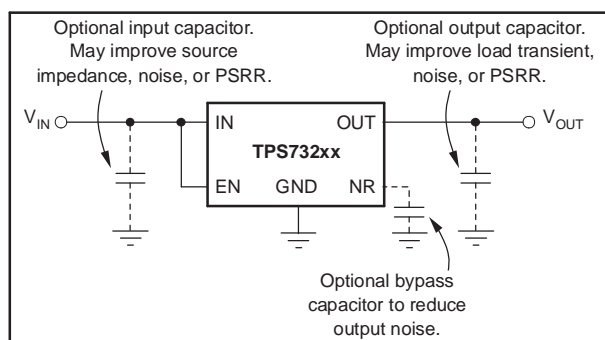 Optional input capacitor.
May improve source
impedance, noise, or PSRR.
Optional output capacitor.
May improve load transient,
noise, or PSRR.
VIN
IN
OUT
VOUT
TPS732xx
EN
GND
NR
Optional bypass
capacitor to reduce
output noise.